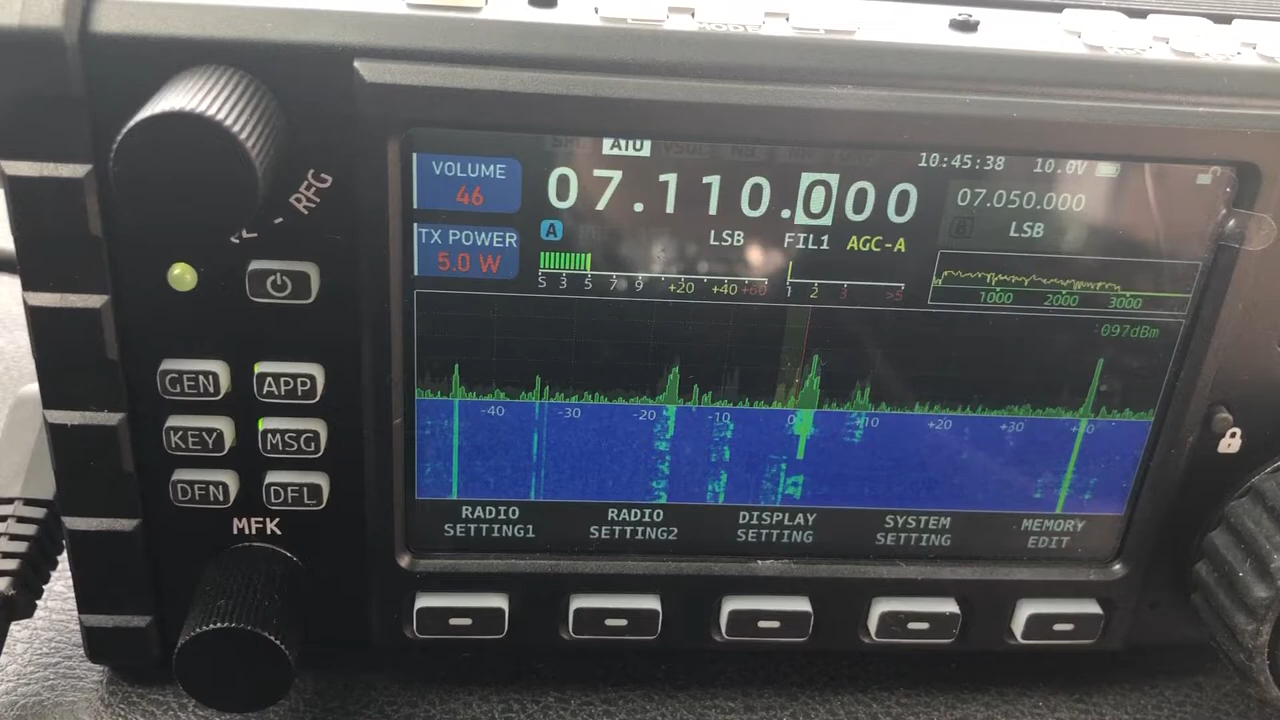 MODE
ATU
VOLUME
46
07.110.000
10:45:38 10.0V
07.050.000
TX POWER
5.0 W
A
LSB FIL1 AGC-A
B LSB
S 3 5 7 9 +20 +40 +60
1 2 3 >5
1000 2000 3000
-097dBm
-40 -30 -20 -10 0 +10 +20 +30 +40
RADIO
SETTING1
RADIO
SETTING2
DISPLAY
SETTING
SYSTEM
SETTING
MEMORY
EDIT
RFG
GEN APP
KEY MSG
DFN DFL
MFK